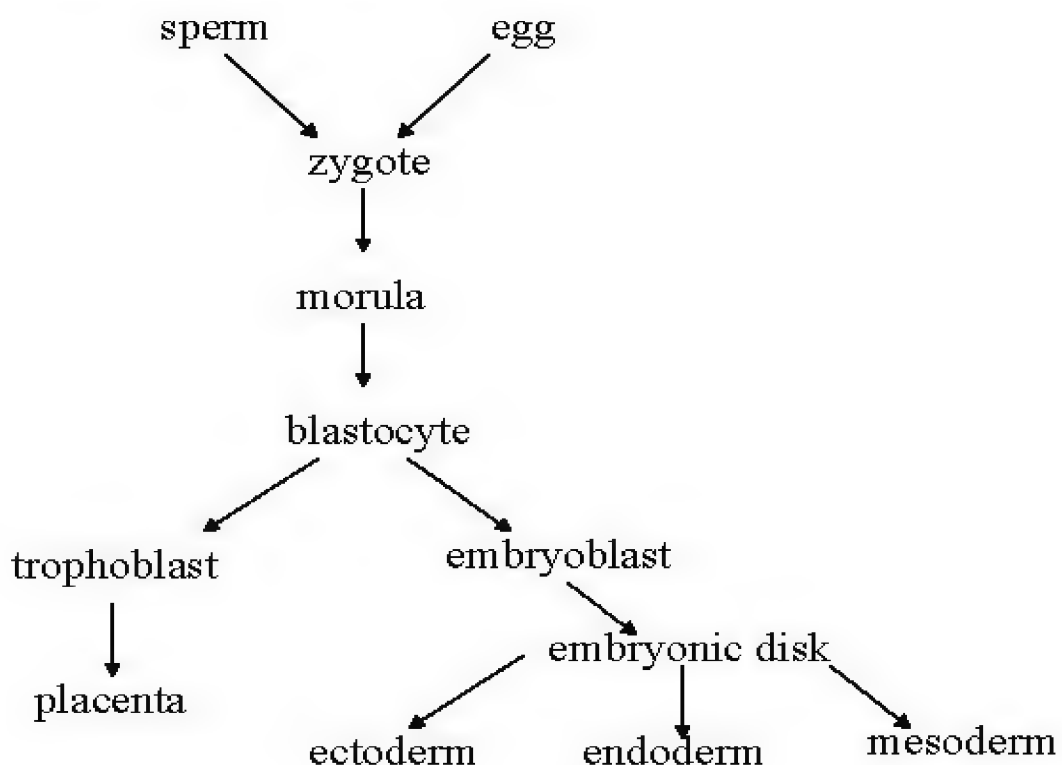 sperm egg
zygote
morula
blastocyte
trophoblast embryoblast
embryonic disk
placenta
ectoderm endoderm mesoderm